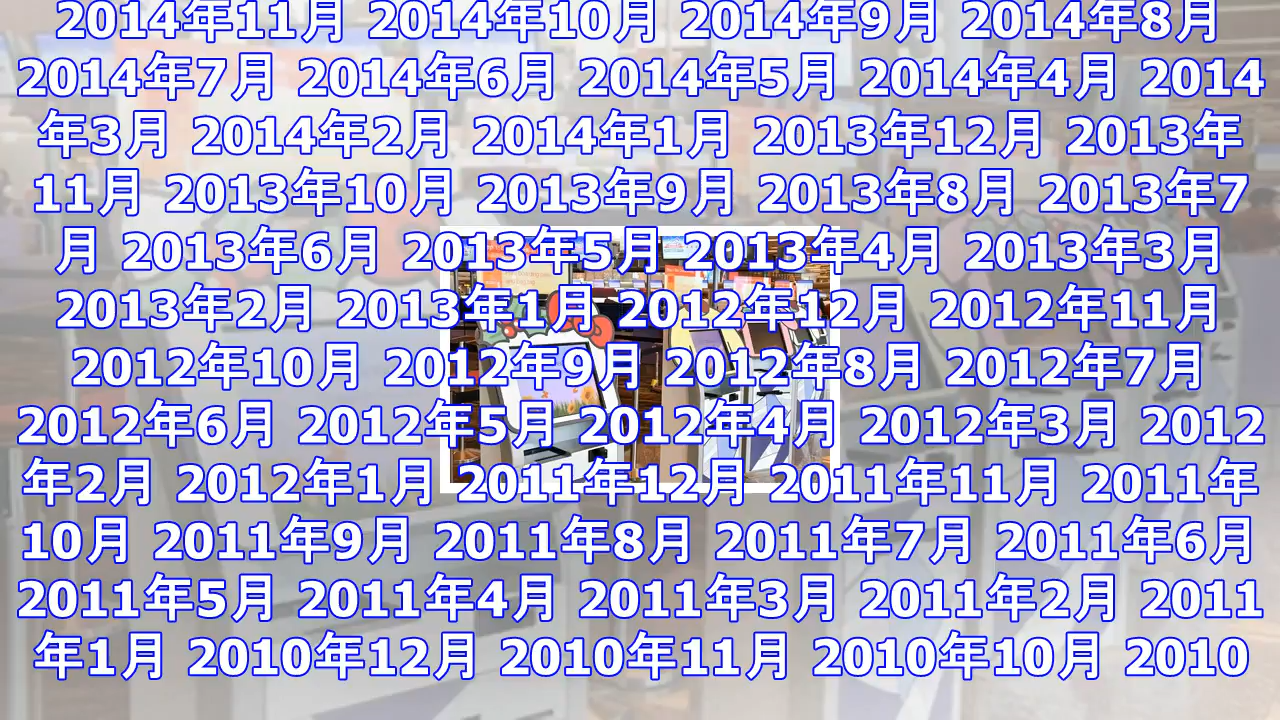 2014年11月 2014年10月 2014年9月 2014年8月
2014年7月 2014年6月 2014年5月 2014年4月 2014
年3月 2014年2月 2014年1月 2013年12月 2013年
11月 2013年10月 2013年9月 2013年8月 2013年7
月 2013年6月 2013年5月 2013年4月 2013年3月
2013年2月 2013年1月 2012年12月 2012年11月
2012年10月 2012年9月 2012年8月 2012年7月
2012年6月 2012年5月 2012年4月 2012年3月 2012
年2月 2012年1月 2011年12月 2011年11月 2011年
10月 2011年9月 2011年8月 2011年7月 2011年6月
2011年5月 2011年4月 2011年3月 2011年2月 2011
年1月 2010年12月 2010年11月 2010年10月 2010